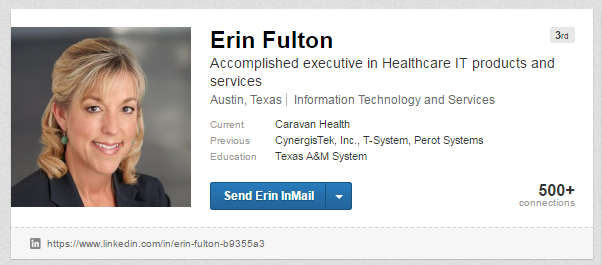 Erin Fulton
3rd
Accomplished executive in Healthcare IT products and
services
Austin, Texas | Information Technology and Services
Current Caravan Health
Previous CynergisTek, Inc., T-System, Perot Systems
Education Texas A&M System
Send Erin InMail
500+
connections
in https://www.linkedin.com/in/erin-fulton-b9355a3